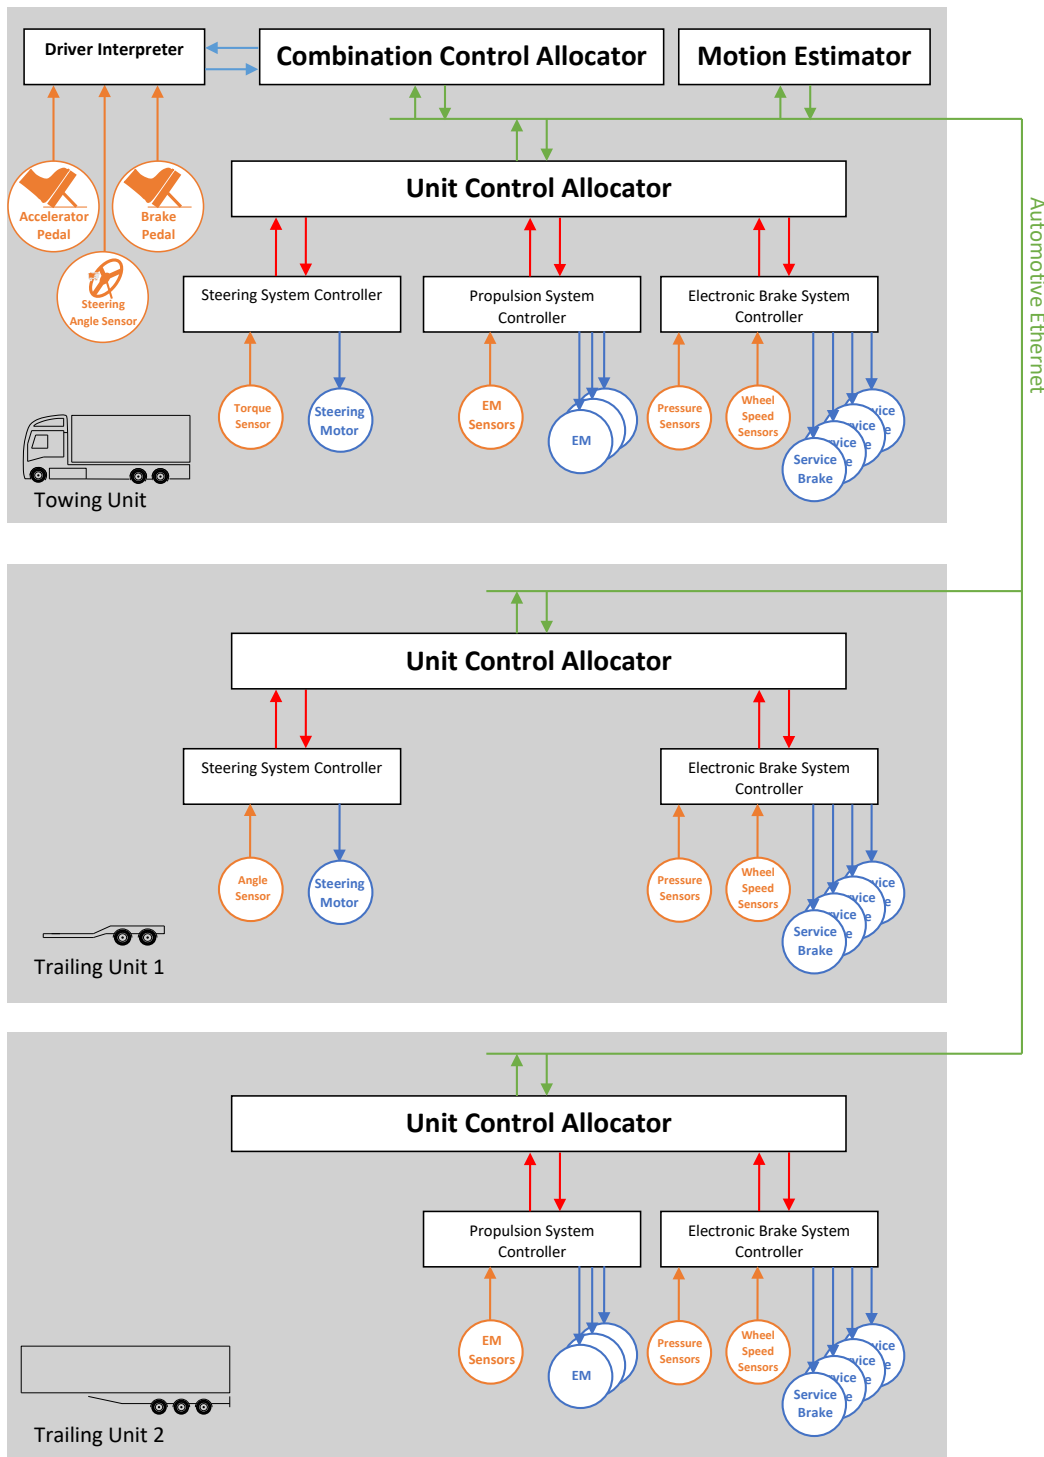 Driver Interpreter
Combination Control Allocator
Motion Estimator
Unit Control Allocator
Accelerator
Pedal
Brake
Pedal
Steering
Angle Sensor
Automotive Ethernet
Steering System Controller
Propulsion System
Controller
Electronic Brake System
Controller
Torque
Sensor
Steering
Motor
EM
Sensors
EM
Pressure
Sensors
Wheel
Speed
Sensors
Service
Brake
Towing Unit
Unit Control Allocator
Steering System Controller
Electronic Brake System
Controller
Angle
Sensor
Steering
Motor
Pressure
Sensors
Wheel
Speed
Sensors
Service
Brake
Trailing Unit 1
Unit Control Allocator
Propulsion System
Controller
Electronic Brake System
Controller
EM
Sensors
EM
Pressure
Sensors
Wheel
Speed
Sensors
Service
Brake
Trailing Unit 2